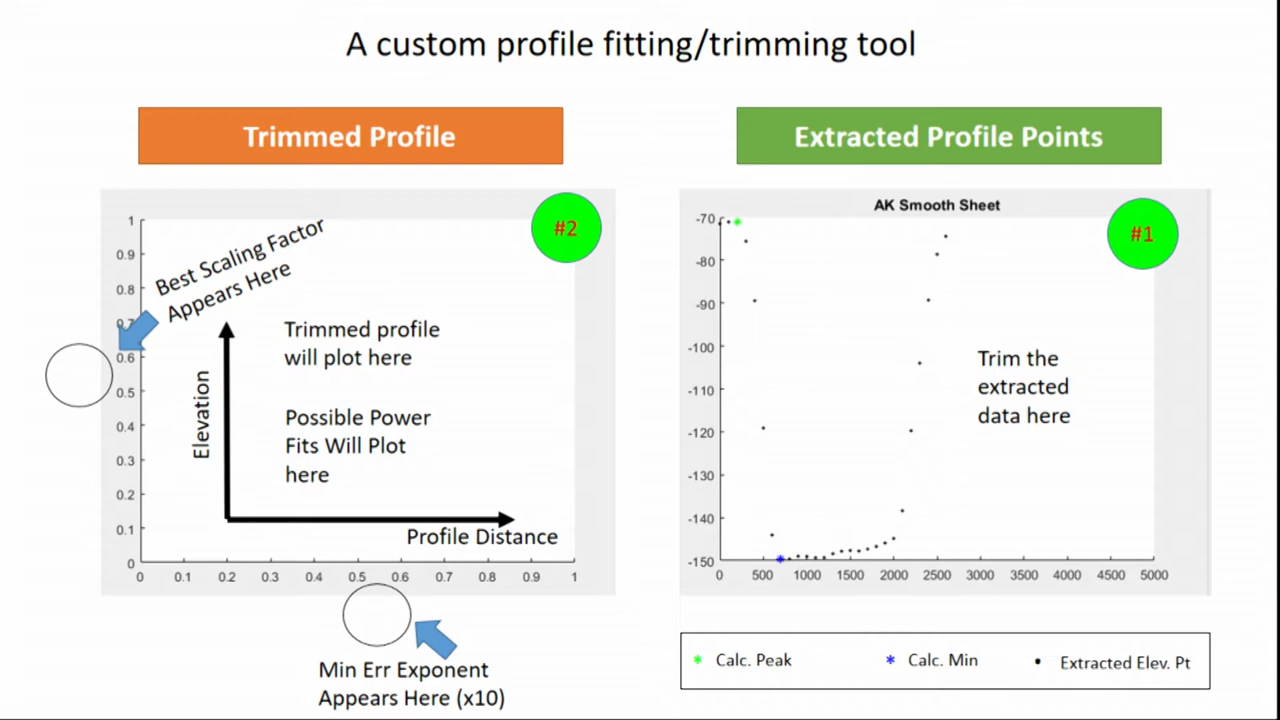 A custom profile fitting/trimming tool
Trimmed Profile
#2
1
0.9
0.8
0.7
0.6
0.5
0.4
0.3
0.2
0.1
0
Best Scaling Factor
Appears Here
Trimmed profile
will plot here
Possible Power
Fits Will Plot
here
Elevation
Profile Distance
0 0.1 0.2 0.3 0.4 0.5 0.6 0.7 0.8 0.9 1
Min Err Exponent
Appears Here (x10)
Extracted Profile Points
AK Smooth Sheet
#1
-70
-80
-90
-100
-110
-120
-130
-140
-150
Trim the
extracted
data here
0 500 1000 1500 2000 2500 3000 3500 4000 4500 5000
Calc. Peak
Calc. Min
Extracted Elev. Pt